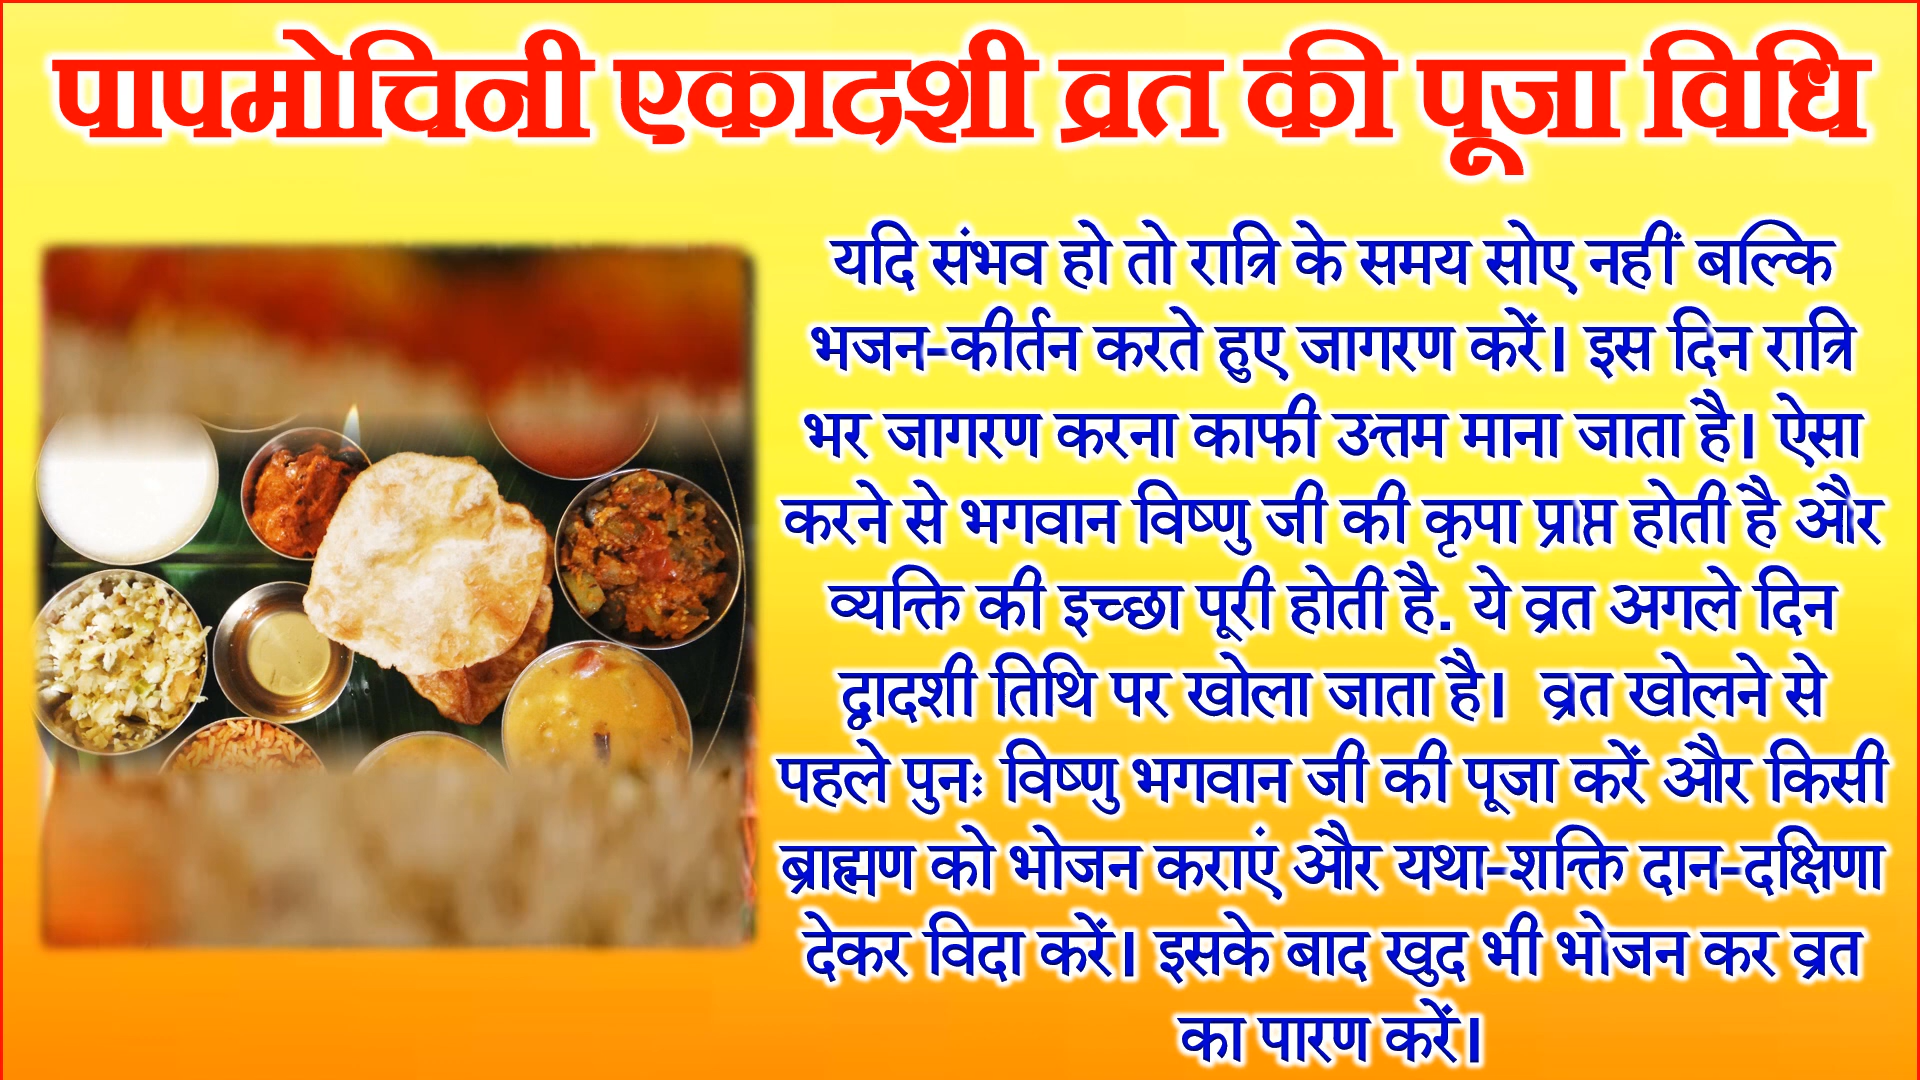 पापमोचिनी एकादशी व्रत की पूजा विधि
यदि संभव हो तो रात्रि के समय सोए नहीं बल्कि
भजन-कीर्तन करते हुए जागरण करें। इस दिन रात्रि
भर जागरण करना काफी उत्तम माना जाता है। ऐसा
करने से भगवान विष्णु जी की कृपा प्राप्त होती है और
व्यक्ति की इच्छा पूरी होती है. ये व्रत अगले दिन
द्वादशी तिथि पर खोला जाता है। व्रत खोलने से
पहले पुनः विष्णु भगवान जी की पूजा करें और किसी
ब्राह्मण को भोजन कराएं और यथा-शक्ति दान-दक्षिणा
देकर विदा करें। इसके बाद खुद भी भोजन कर व्रत
का पारण करें।